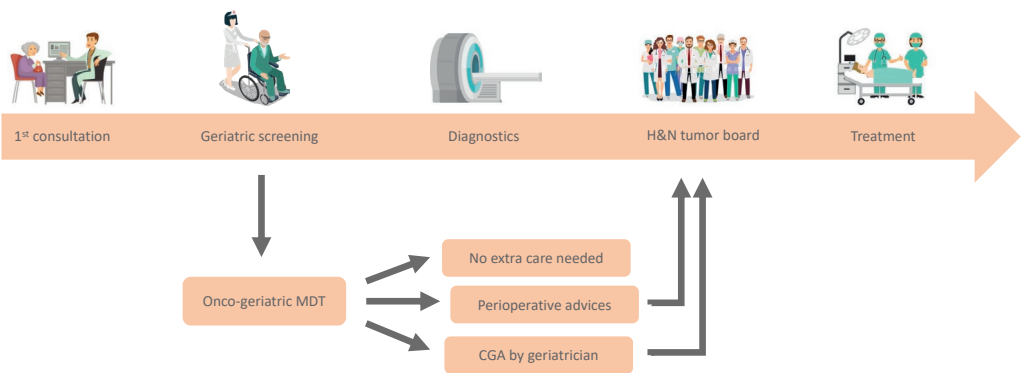 1st consultation
Geriatric screening
Diagnostics
H&N tumor board
Treatment
Onco-geriatric MDT
No extra care needed
Perioperative advices
CGA by geriatrician